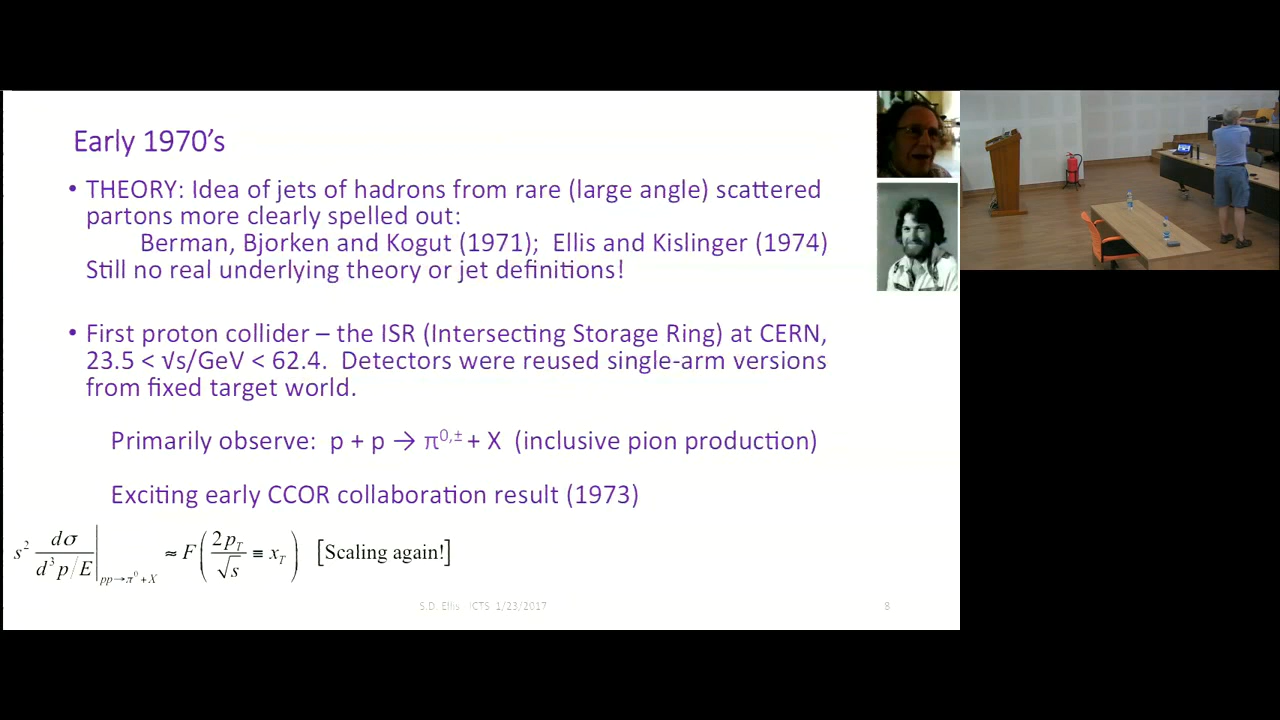 Early 1970’s
• THEORY: Idea of jets of hadrons from rare (large angle) scattered
partons more clearly spelled out:
Berman, Bjorken and Kogut (1971); Ellis and Kislinger (1974)
Still no real underlying theory or jet definitions!
• First proton collider – the ISR (Intersecting Storage Ring) at CERN,
23.5 < √s/GeV < 62.4. Detectors were reused single-arm versions
from fixed target world.
Primarily observe: p + p → π⁰,± + X (inclusive pion production)
Exciting early CCOR collaboration result (1973)
s² dσ/(d³p/E)|pp→π⁰+X ≈ F(2p_T/√s ≡ x_T) [Scaling again!]
S.D. Ellis ICTS 1/23/2017 8